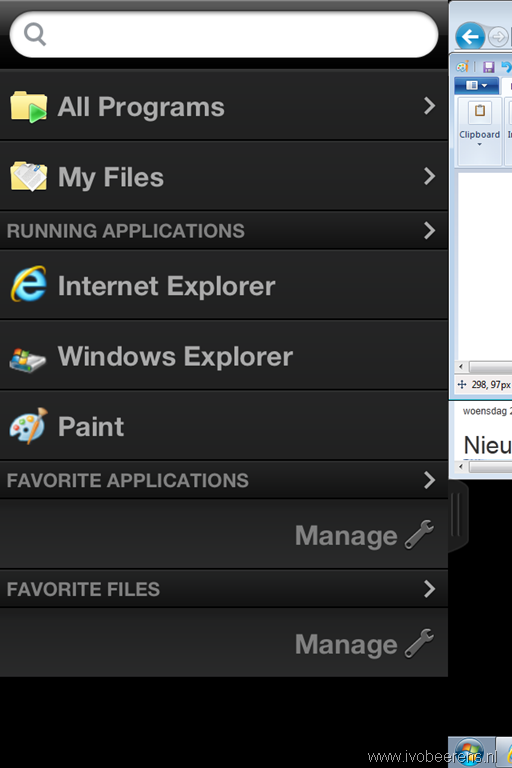 All Programs
My Files
RUNNING APPLICATIONS
Internet Explorer
Windows Explorer
Paint
FAVORITE APPLICATIONS
Manage
FAVORITE FILES
Manage
Clipboard
298, 97px
woensdag 2
Nieu
www.ivobeerens.nl